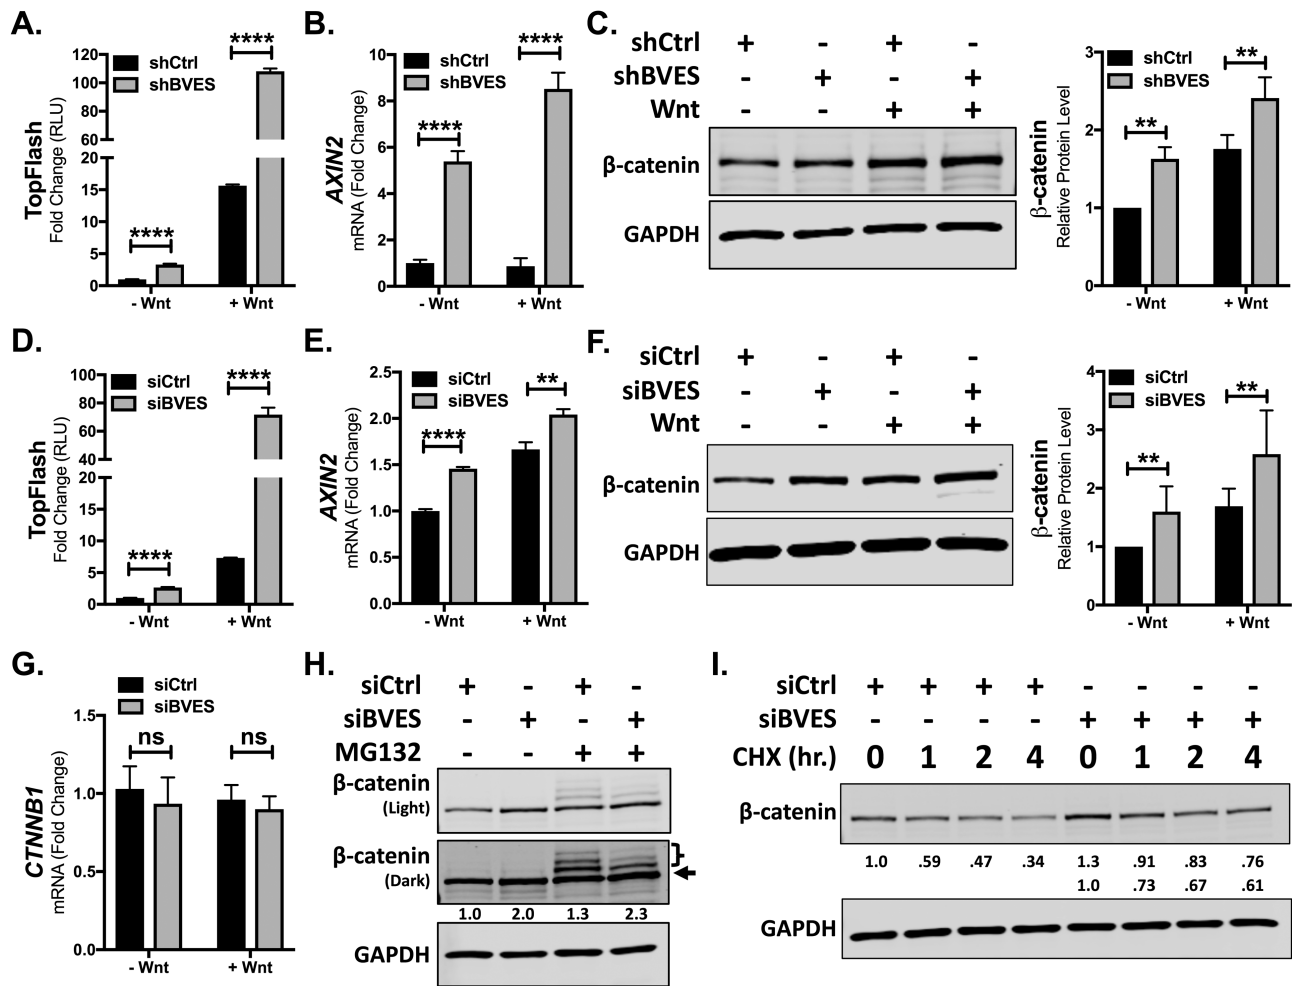 A.
TopFlash
Fold Change (RLU)
120
100
80
60
20
15
10
5
0
shCtrl
shBVES
****
****
- Wnt
+ Wnt
B.
AXIN2
mRNA (Fold Change)
10
8
6
4
2
0
shCtrl
shBVES
****
****
- Wnt
+ Wnt
C.
shCtrl + - + -
shBVES - + - +
Wnt - - + +
β-catenin
GAPDH
β-catenin
Relative Protein Level
3
2
1
0
shCtrl
shBVES
**
**
- Wnt
+ Wnt
D.
TopFlash
Fold Change (RLU)
100
80
60
40
20
15
10
5
0
siCtrl
siBVES
****
****
- Wnt
+ Wnt
E.
AXIN2
mRNA (Fold Change)
2.5
2.0
1.5
1.0
0.5
0.0
siCtrl
siBVES
****
**
- Wnt
+ Wnt
F.
siCtrl + - + -
siBVES - + - +
Wnt - - + +
β-catenin
GAPDH
β-catenin
Relative Protein Level
4
3
2
1
0
siCtrl
siBVES
**
**
- Wnt
+ Wnt
G.
CTNNB1
mRNA (Fold Change)
1.5
1.0
0.5
0.0
siCtrl
siBVES
ns
ns
- Wnt
+ Wnt
H.
siCtrl + - + -
siBVES - + - +
MG132 - - + +
β-catenin
(Light)
β-catenin
(Dark)
1.0 2.0 1.3 2.3
GAPDH
I.
siCtrl + + + + - - - -
siBVES - - - - + + + +
CHX (hr.) 0 1 2 4 0 1 2 4
β-catenin
1.0 .59 .47 .34 1.3 .91 .83 .76
1.0 .73 .67 .61
GAPDH